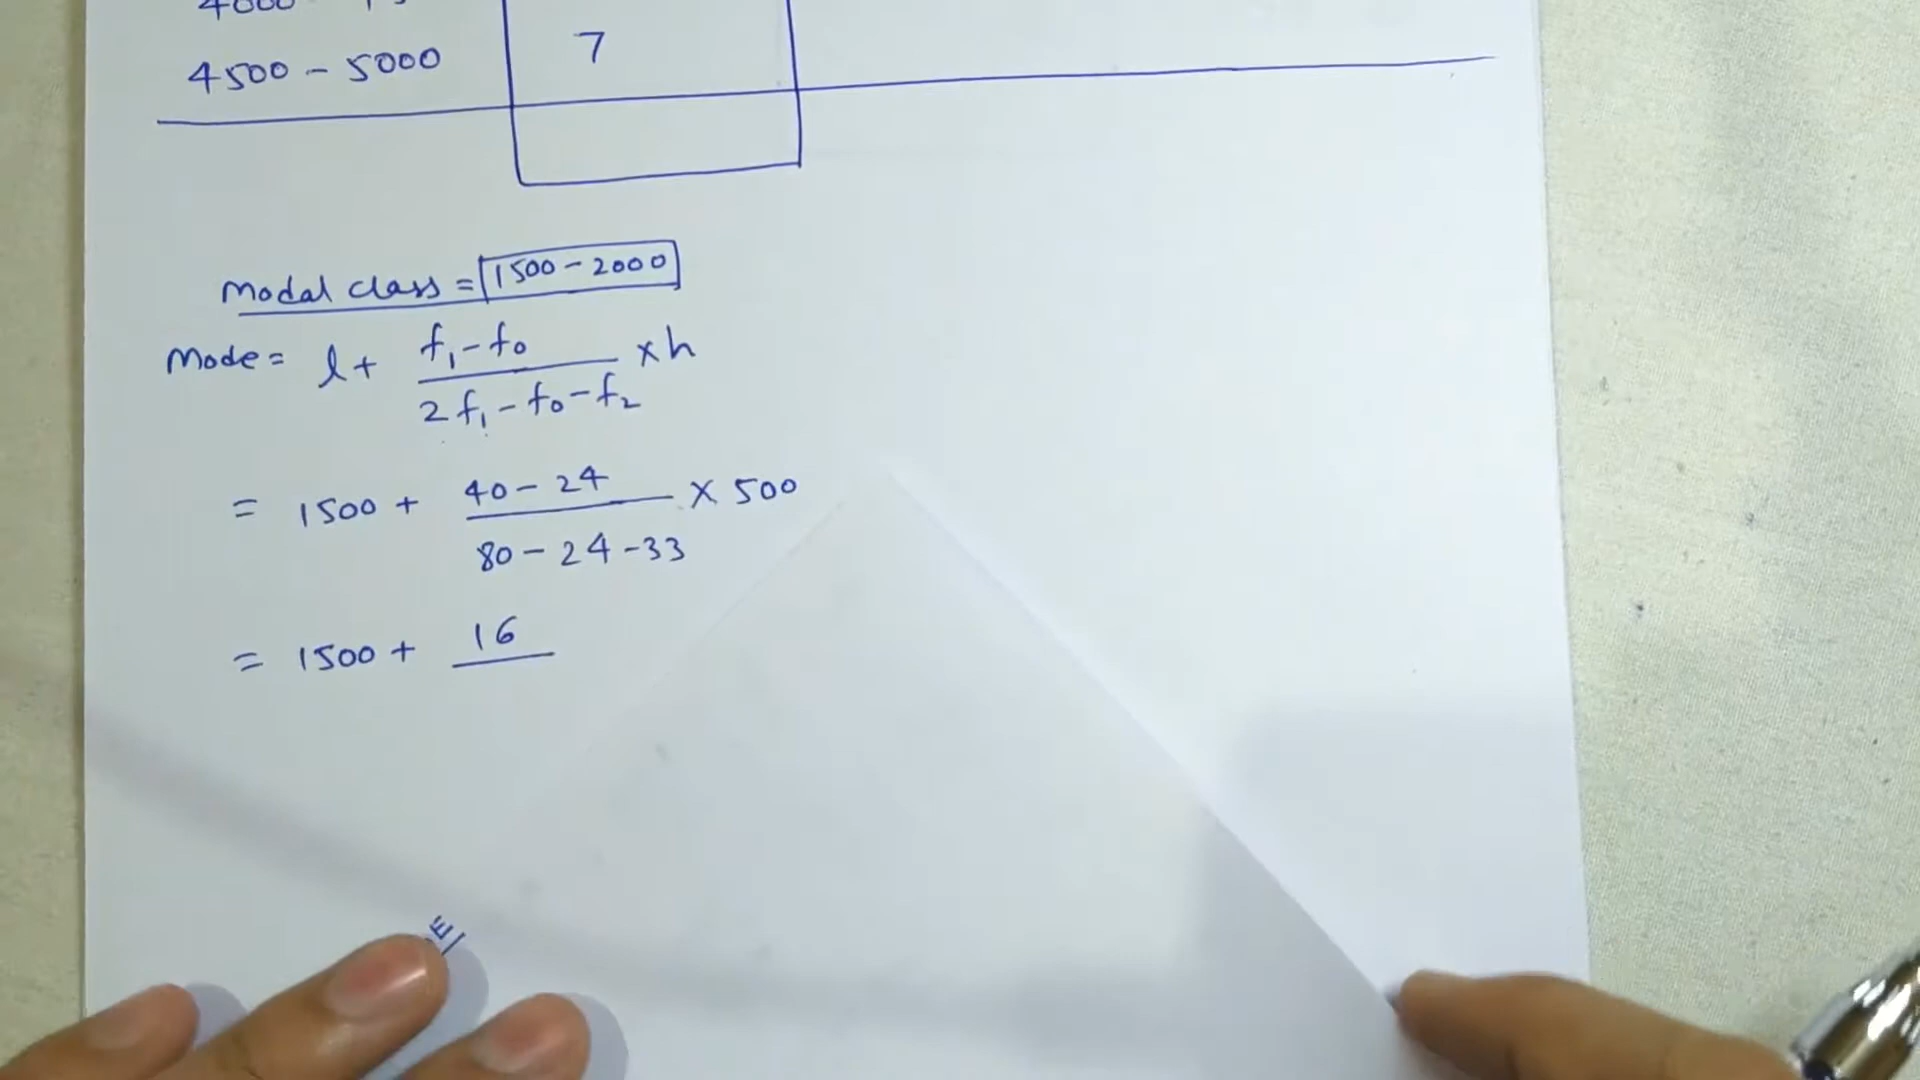 4500 - 5000 7
Modal class = 1500 - 2000
Mode = l + f₁ - f₀ / 2f₁ - f₀ - f₂ × h
= 1500 + 40 - 24 / 80 - 24 - 33 × 500
= 1500 + 16